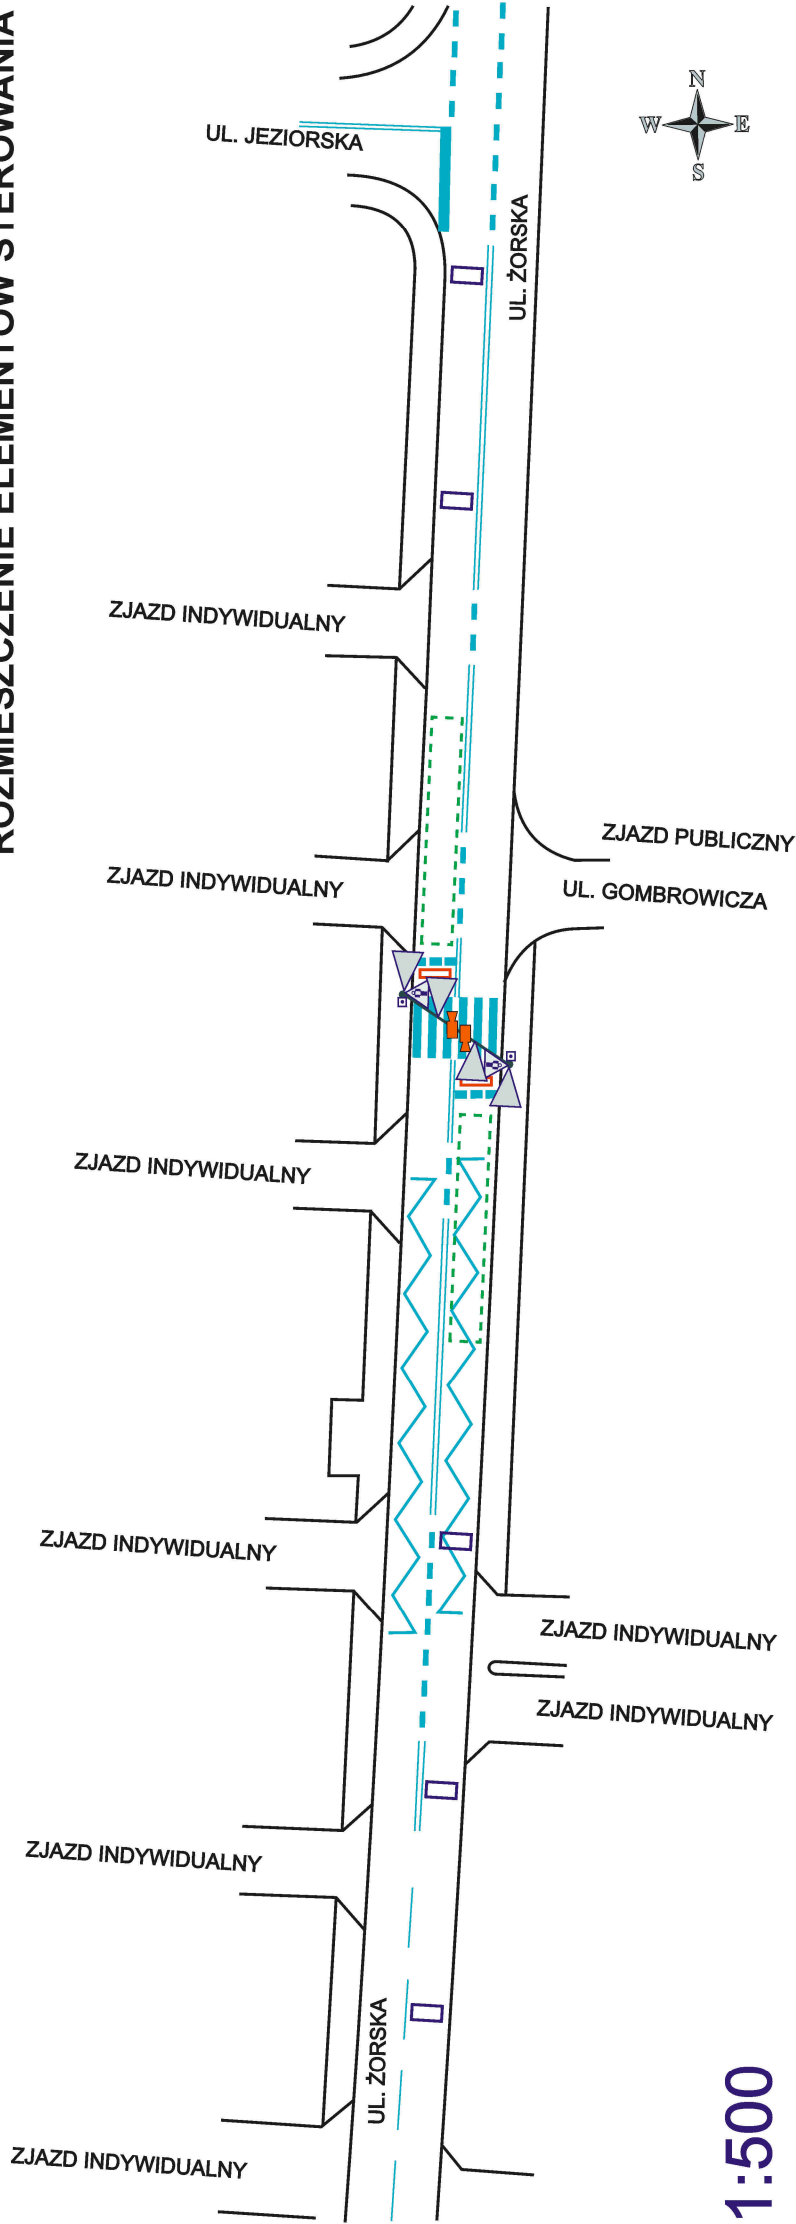 ROZMIESZCZENIE ELEMENTÓW STEROWANIA
N
W E
S
UL. JEZIORSKA
UL. ŻORSKA
ZJAZD INDYWIDUALNY
ZJAZD PUBLICZNY
ZJAZD INDYWIDUALNY
UL. GOMBROWICZA
ZJAZD INDYWIDUALNY
ZJAZD INDYWIDUALNY
ZJAZD INDYWIDUALNY
ZJAZD INDYWIDUALNY
ZJAZD INDYWIDUALNY
UL. ŻORSKA
1:500
ZJAZD INDYWIDUALNY